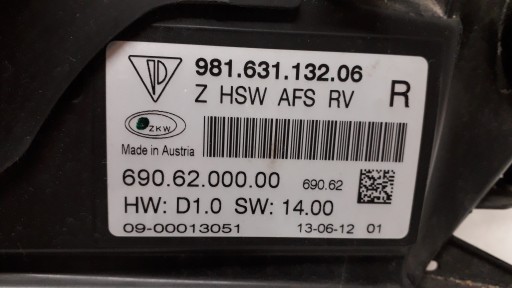 981.631.132.06
Z HSW AFS RV R
ZKW
Made in Austria
690.62.000.00 690.62
HW: D1.0 SW: 14.00
09-00013051 13-06-12 01